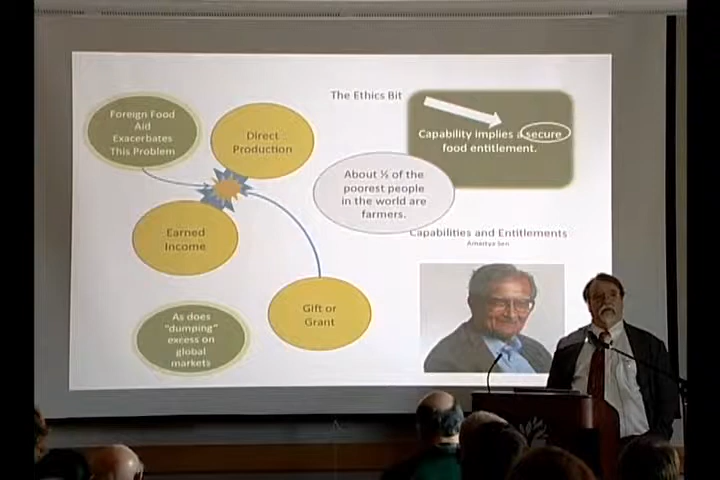 The Ethics Bit
Foreign Food
Aid
Exacerbates
This Problem
Direct
Production
Capability implies a secure
food entitlement.
About ½ of the
poorest people
in the world are
farmers.
Earned
Income
Capabilities and Entitlements
Amartya Sen
Gift or
Grant
As does
"dumping"
excess on
global
markets